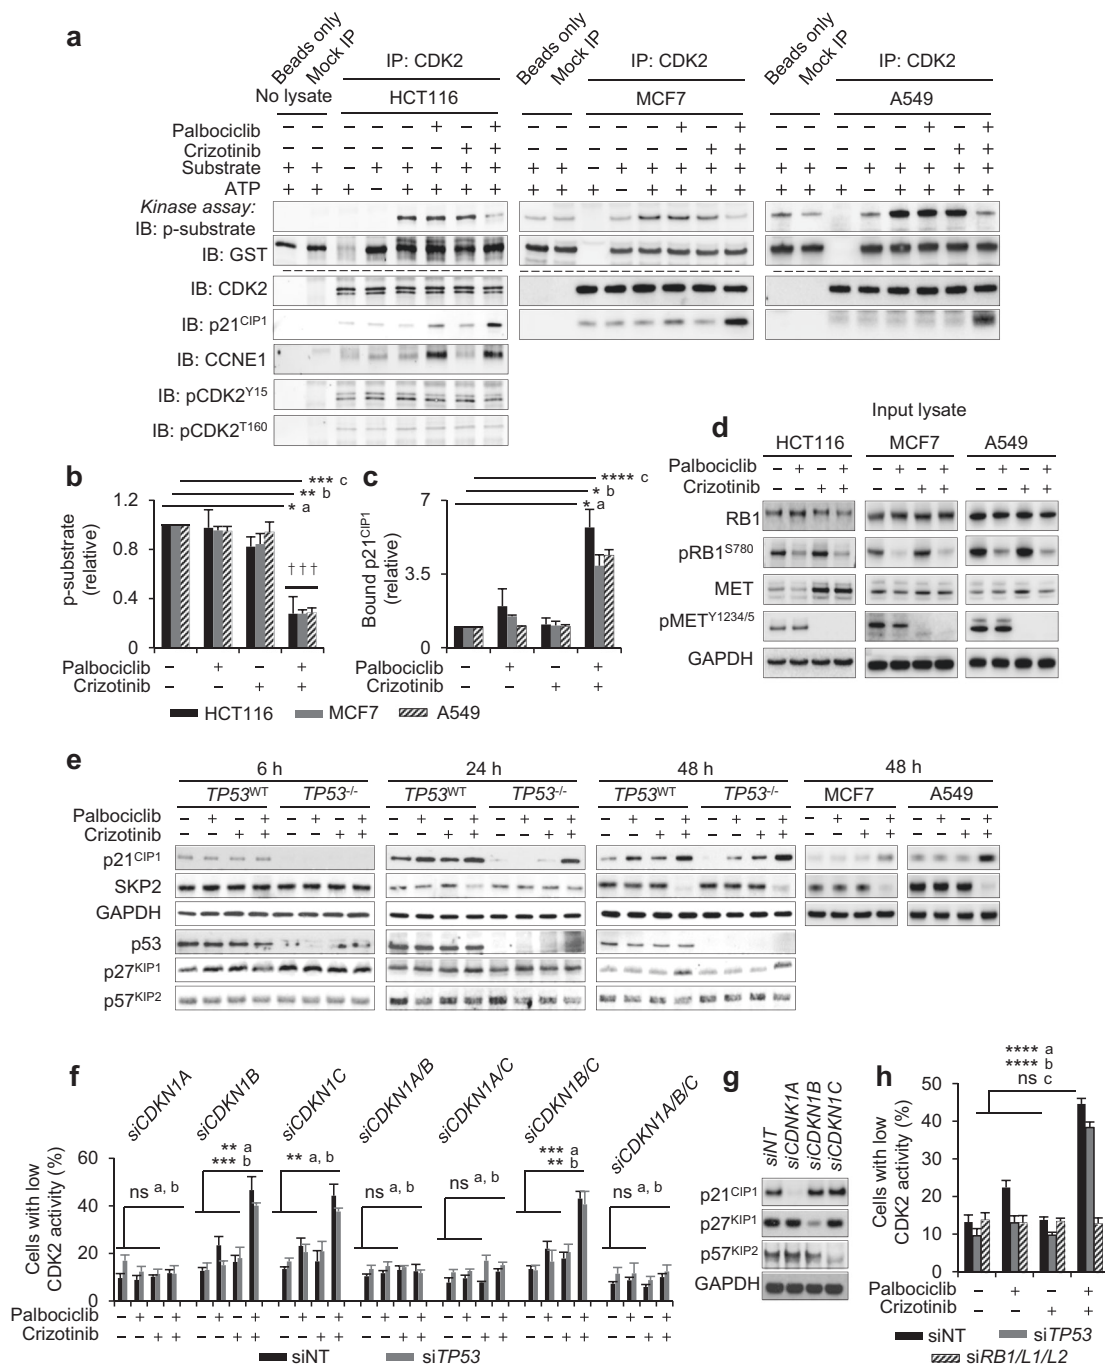 a
Beads only Mock IP Beads only Mock IP Beads only Mock IP
IP: CDK2 IP: CDK2 IP: CDK2
No lysate HCT116 MCF7 A549
Palbociclib − − − − − + − + − − − − − + − + − − − − − + − +
Crizotinib − − − − − − + + − − − − − − + + − − − − − − + +
Substrate + + − + + + + + + + − + + + + + + + − + + + + +
ATP + + + − + + + + + + + − + + + + + + + − + + + +
Kinase assay:
IB: p-substrate
IB: GST
IB: CDK2
IB: p21CIP1
IB: CCNE1
IB: pCDK2Y15
IB: pCDK2T160
b
*** c
** b
* a
1.2
0.8
0.4
0
p-substrate
(relative)
†††
Palbociclib − + − +
Crizotinib − − + +
c
**** c
* b
* a
7
3.5
0
Bound p21CIP1
(relative)
Palbociclib − + − +
Crizotinib − − + +
HCT116 MCF7 A549
d
Input lysate
HCT116 MCF7 A549
Palbociclib − + − + − + − + − + − +
Crizotinib − − + + − − + + − − + +
RB1
pRB1S780
MET
pMETY1234/5
GAPDH
e
6 h 24 h 48 h 48 h
TP53WT TP53-/- TP53WT TP53-/- TP53WT TP53-/- MCF7 A549
Palbociclib − + − + − + − + − + − + − + − + − + − + − + − + − + − + − + − +
Crizotinib − − + + − − + + − − + + − − + + − − + + − − + + − − + + − − + +
p21CIP1
SKP2
GAPDH
p53
p27KIP1
p57KIP2
f
siCDKN1A siCDKN1B siCDKN1C siCDKN1A/B siCDKN1A/C siCDKN1B/C siCDKN1A/B/C
60
40
20
0
Cells with low
CDK2 activity (%)
ns a, b
** a
*** b
** a, b
ns a, b
ns a, b
*** a
** b
ns a, b
Palbociclib − + − + − + − + − + − + − + − + − + − + − + − + − + − +
Crizotinib − − + + − − + + − − + + − − + + − − + + − − + + − − + +
siNT siTP53
g
siNT siCDNK1A siCDKN1B siCDKN1C
p21CIP1
p27KIP1
p57KIP2
GAPDH
h
**** a
**** b
ns c
50
40
30
20
10
0
Cells with low
CDK2 activity (%)
Palbociclib − + − +
Crizotinib − − + +
siNT siTP53
siRB1/L1/L2